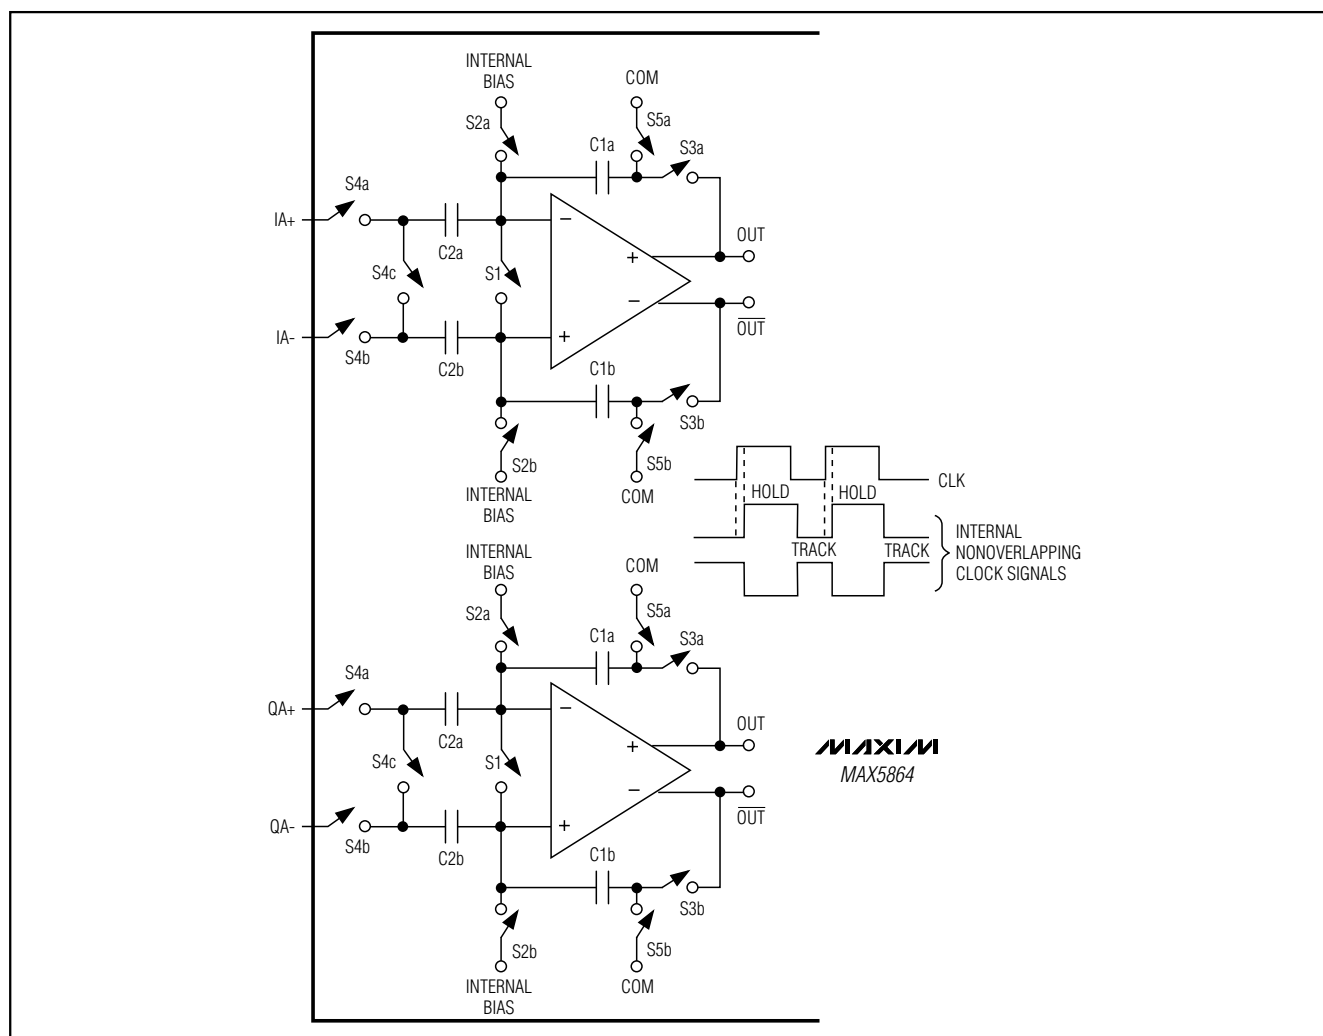 INTERNAL
BIAS
COM
S2a
S5a
C1a
S3a
S4a
IA+
−
C2a
OUT
+
S4c
S1
−
OUT
IA-
+
S4b
C2b
C1b
S3b
S2b
S5b
INTERNAL
BIAS
COM
CLK
HOLD
HOLD
TRACK
TRACK
INTERNAL
NONOVERLAPPING
CLOCK SIGNALS
INTERNAL
BIAS
COM
S2a
S5a
C1a
S3a
S4a
QA+
−
C2a
OUT
+
S4c
S1
−
OUT
QA-
+
S4b
C2b
C1b
S3b
S2b
S5b
INTERNAL
BIAS
COM
MAXIM
MAX5864